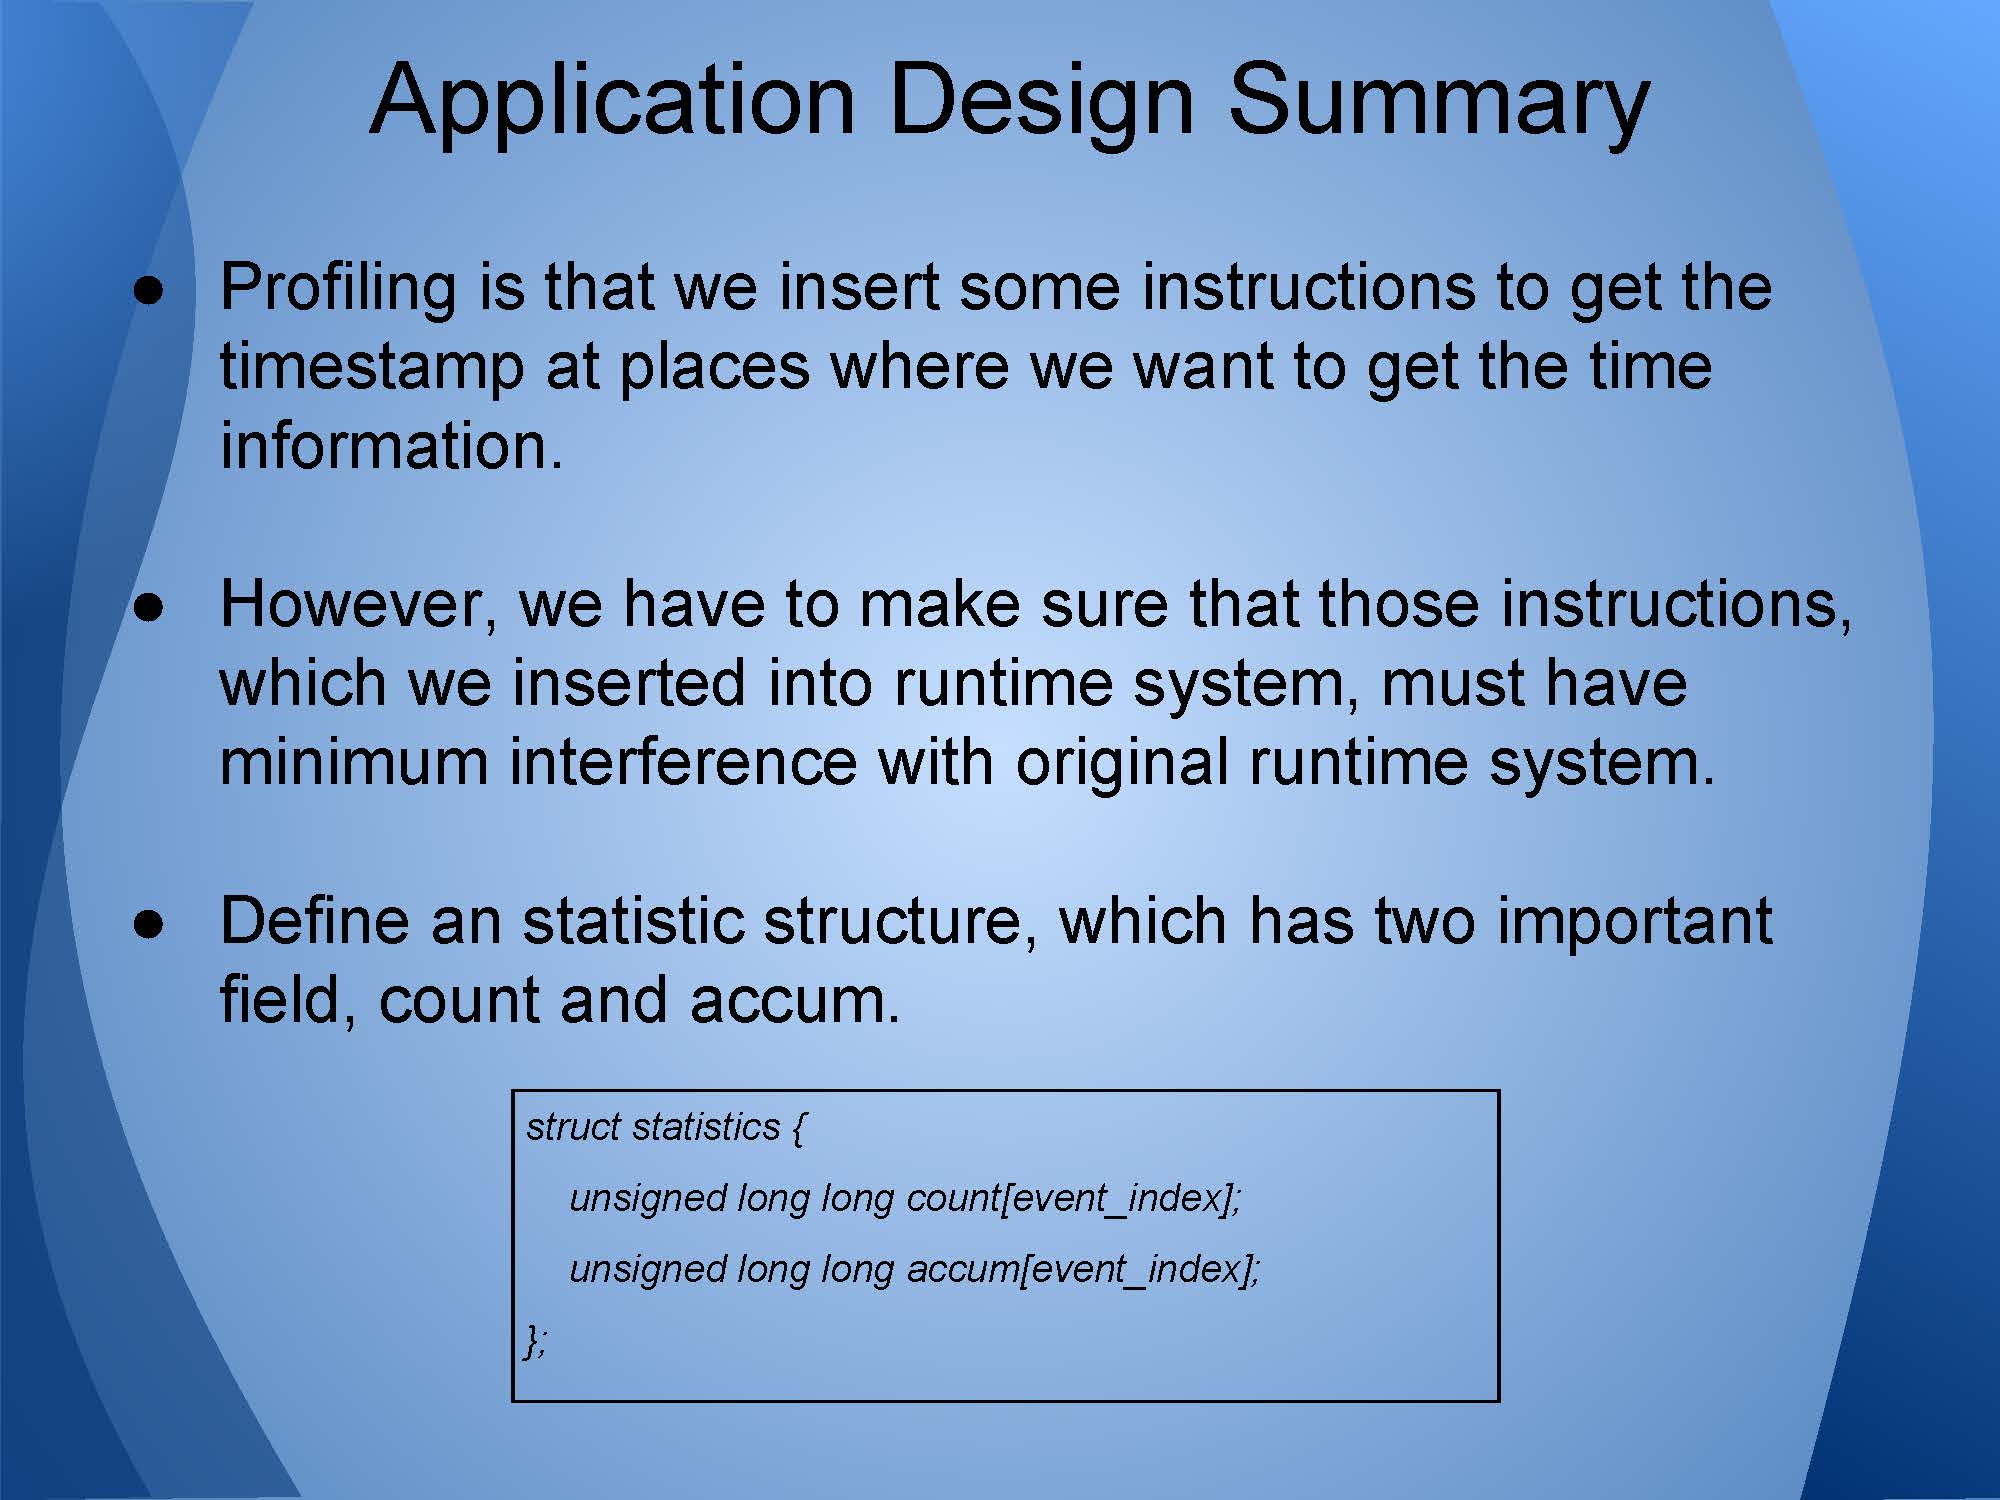 Application Design Summary
● Profiling is that we insert some instructions to get the
timestamp at places where we want to get the time
information.
● However, we have to make sure that those instructions,
which we inserted into runtime system, must have
minimum interference with original runtime system.
● Define an statistic structure, which has two important
field, count and accum.
struct statistics {
unsigned long long count[event_index];
unsigned long long accum[event_index];
};